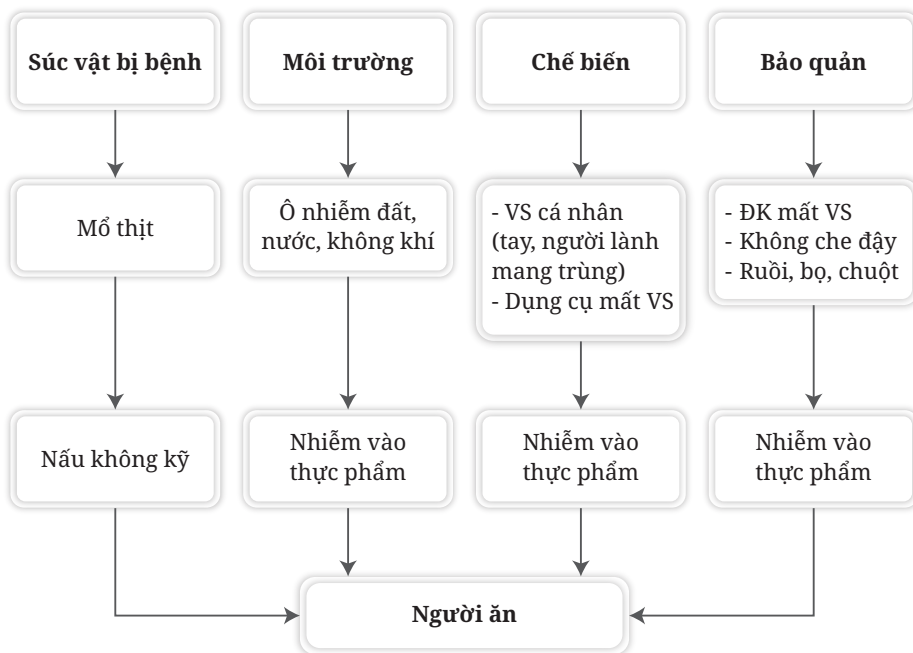 Súc vật bị bệnh
Môi trường
Chế biến
Bảo quản
Mổ thịt
Ô nhiễm đất,
nước, không khí
- VS cá nhân
(tay, người lành
mang trùng)
- Dụng cụ mất VS
- ĐK mất VS
- Không che đậy
- Ruồi, bọ, chuột
Nấu không kỹ
Nhiễm vào
thực phẩm
Nhiễm vào
thực phẩm
Nhiễm vào
thực phẩm
Người ăn